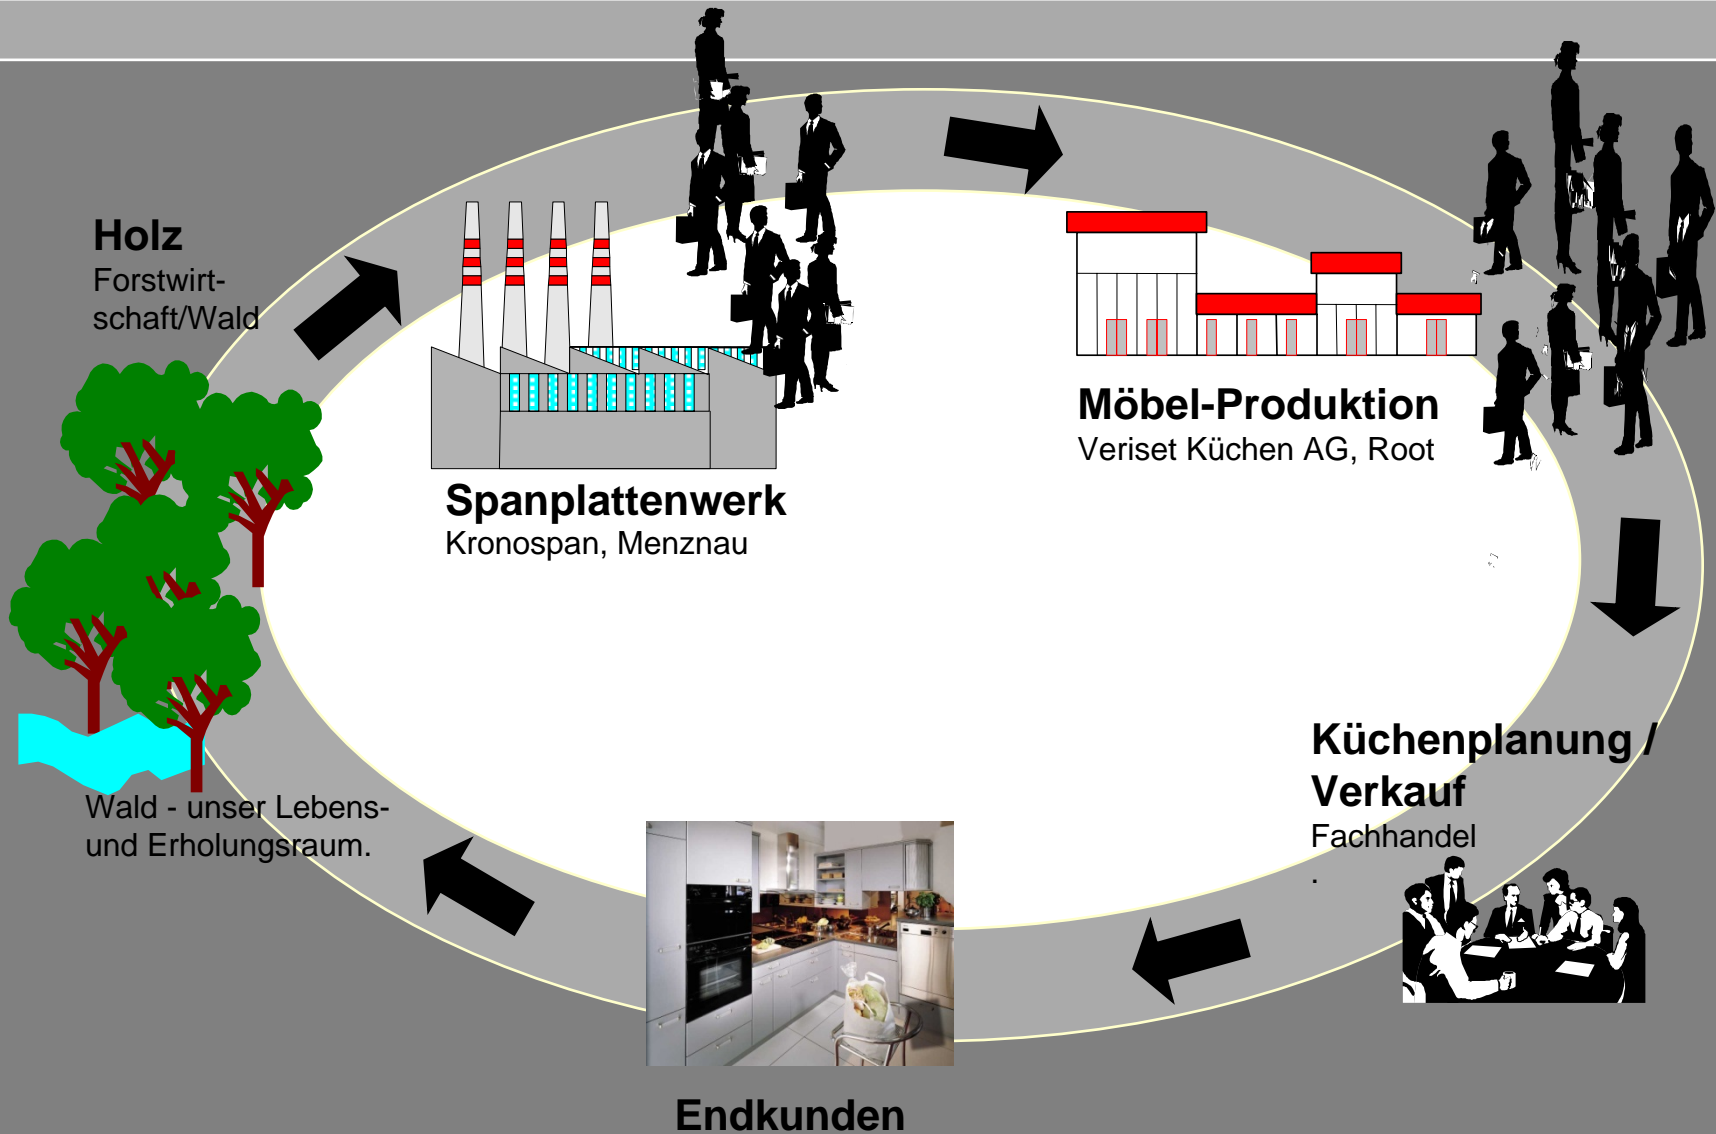 Holz
Forstwirt-
schaft/Wald
Spanplattenwerk
Kronospan, Menznau
Möbel-Produktion
Veriset Küchen AG, Root
Küchenplanung /
Verkauf
Fachhandel
.
Wald - unser Lebens-
und Erholungsraum.
Endkunden